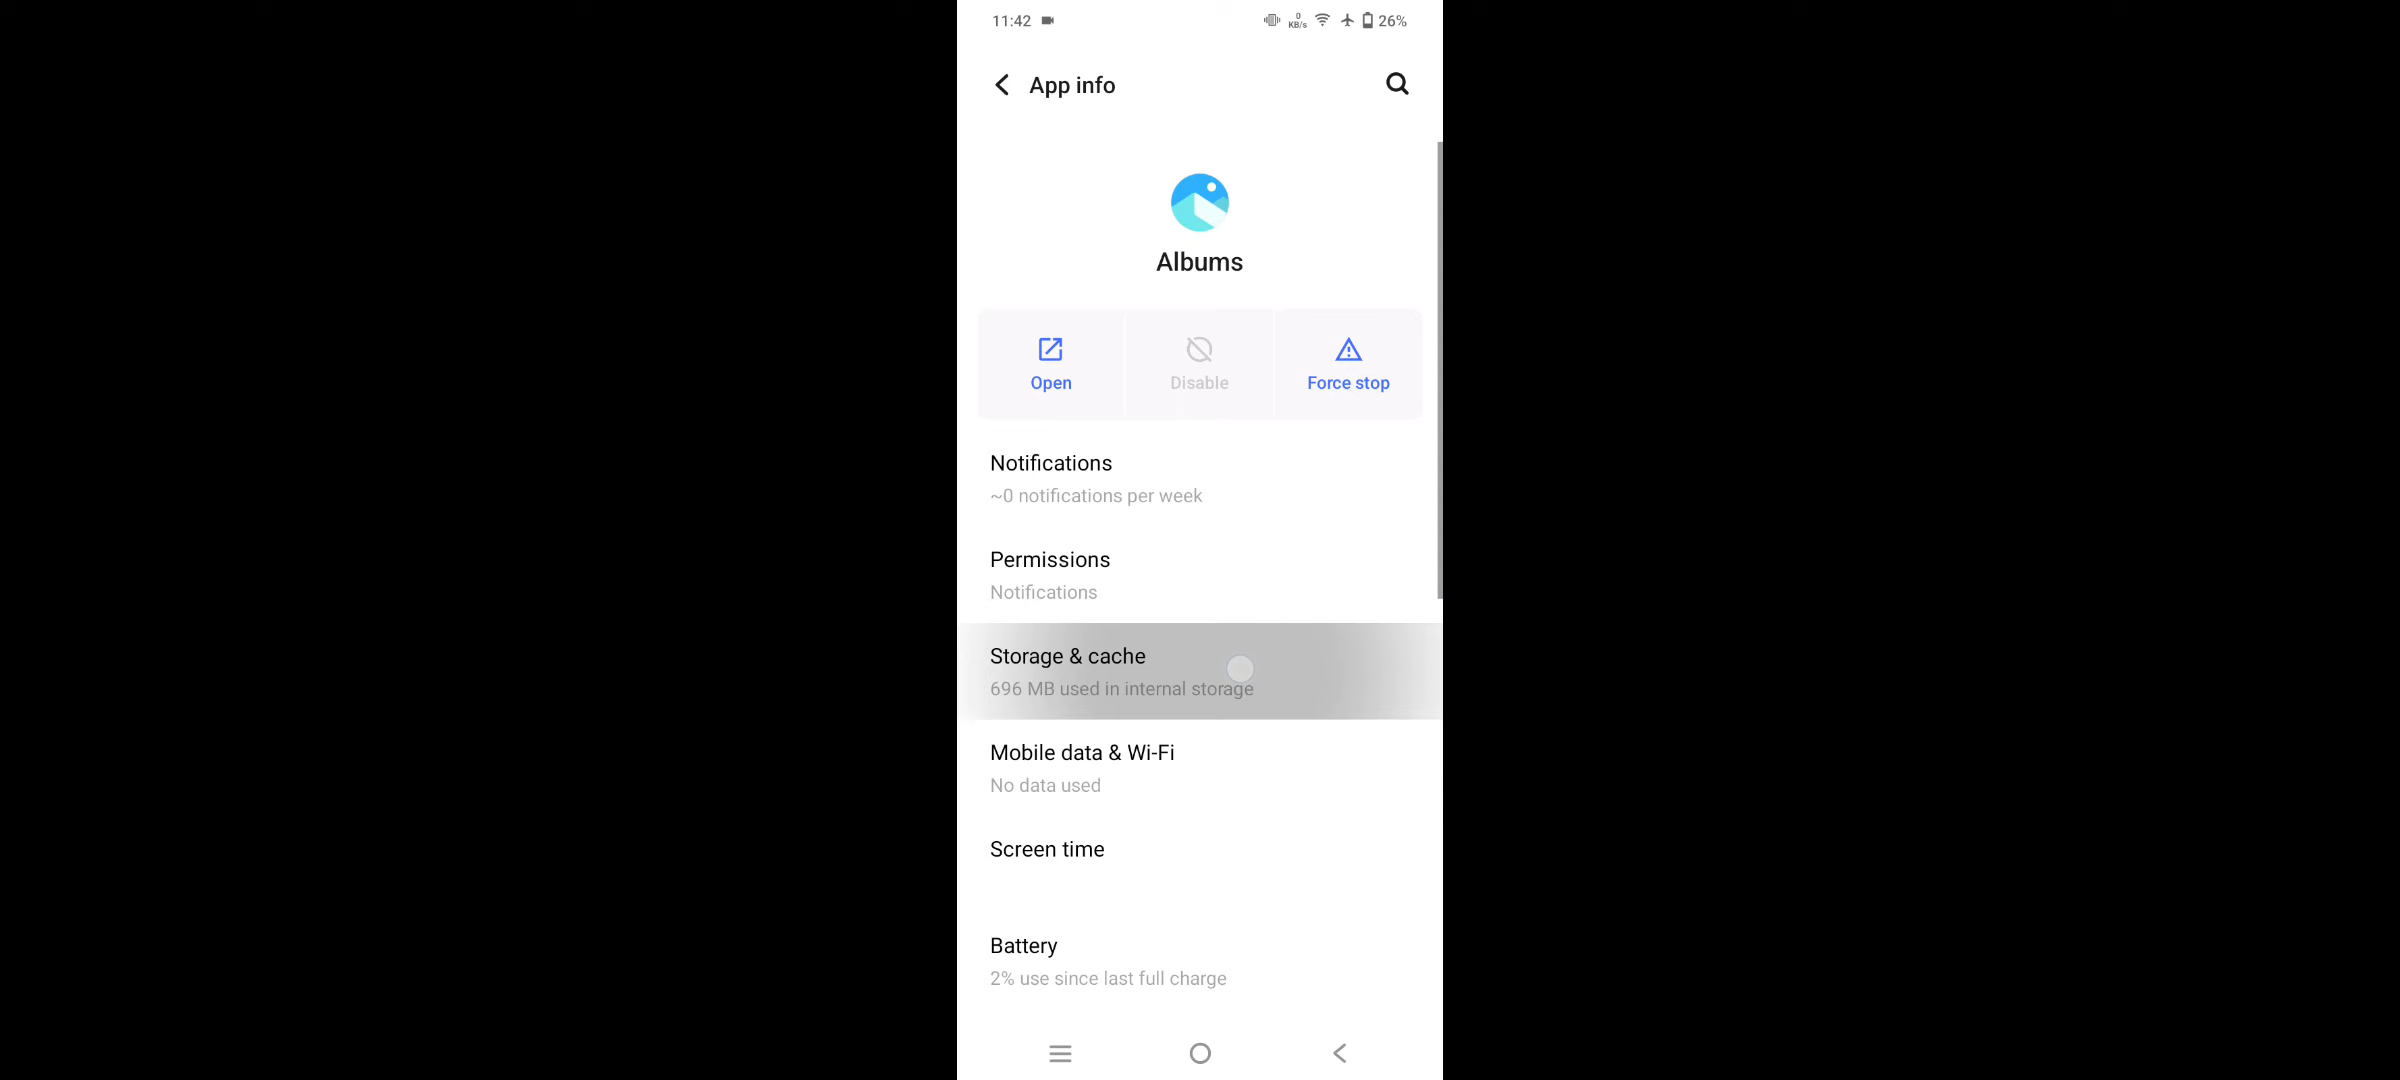 11:42
0
KB/s
26%
App info
Albums
Open
Disable
Force stop
Notifications
~0 notifications per week
Permissions
Notifications
Storage & cache
696 MB used in internal storage
Mobile data & Wi-Fi
No data used
Screen time
Battery
2% use since last full charge